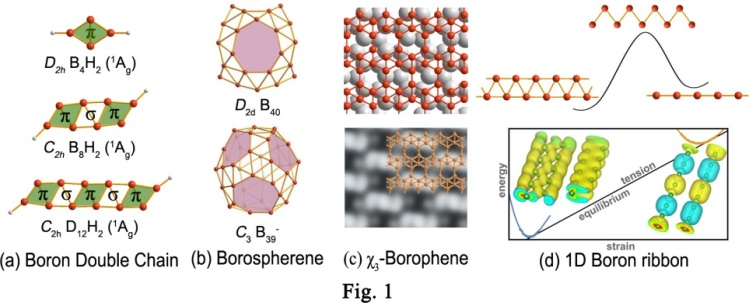 π
D2h B4H2 (¹Ag)
π σ π
C2h B8H2 (¹Ag)
π σ π σ π
C2h D12H2 (¹Ag)
(a) Boron Double Chain
D2d B40
C3 B39⁻
(b) Borospherene
(c) χ3-Borophene
energy
equilibrium
tension
strain
(d) 1D Boron ribbon
Fig. 1